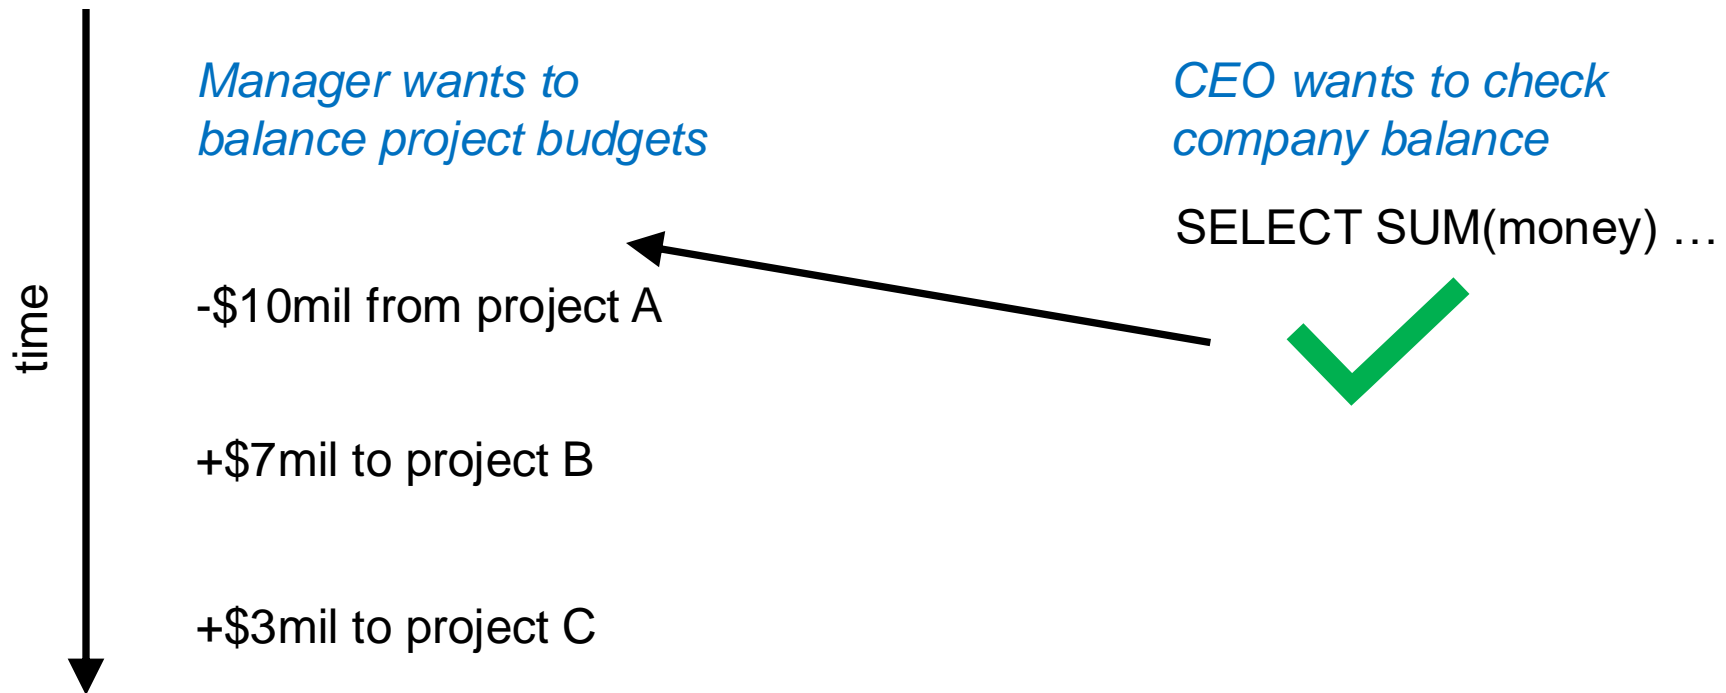 time
Manager wants to
balance project budgets
-$10mil from project A
+$7mil to project B
+$3mil to project C
CEO wants to check
company balance
SELECT SUM(money) …